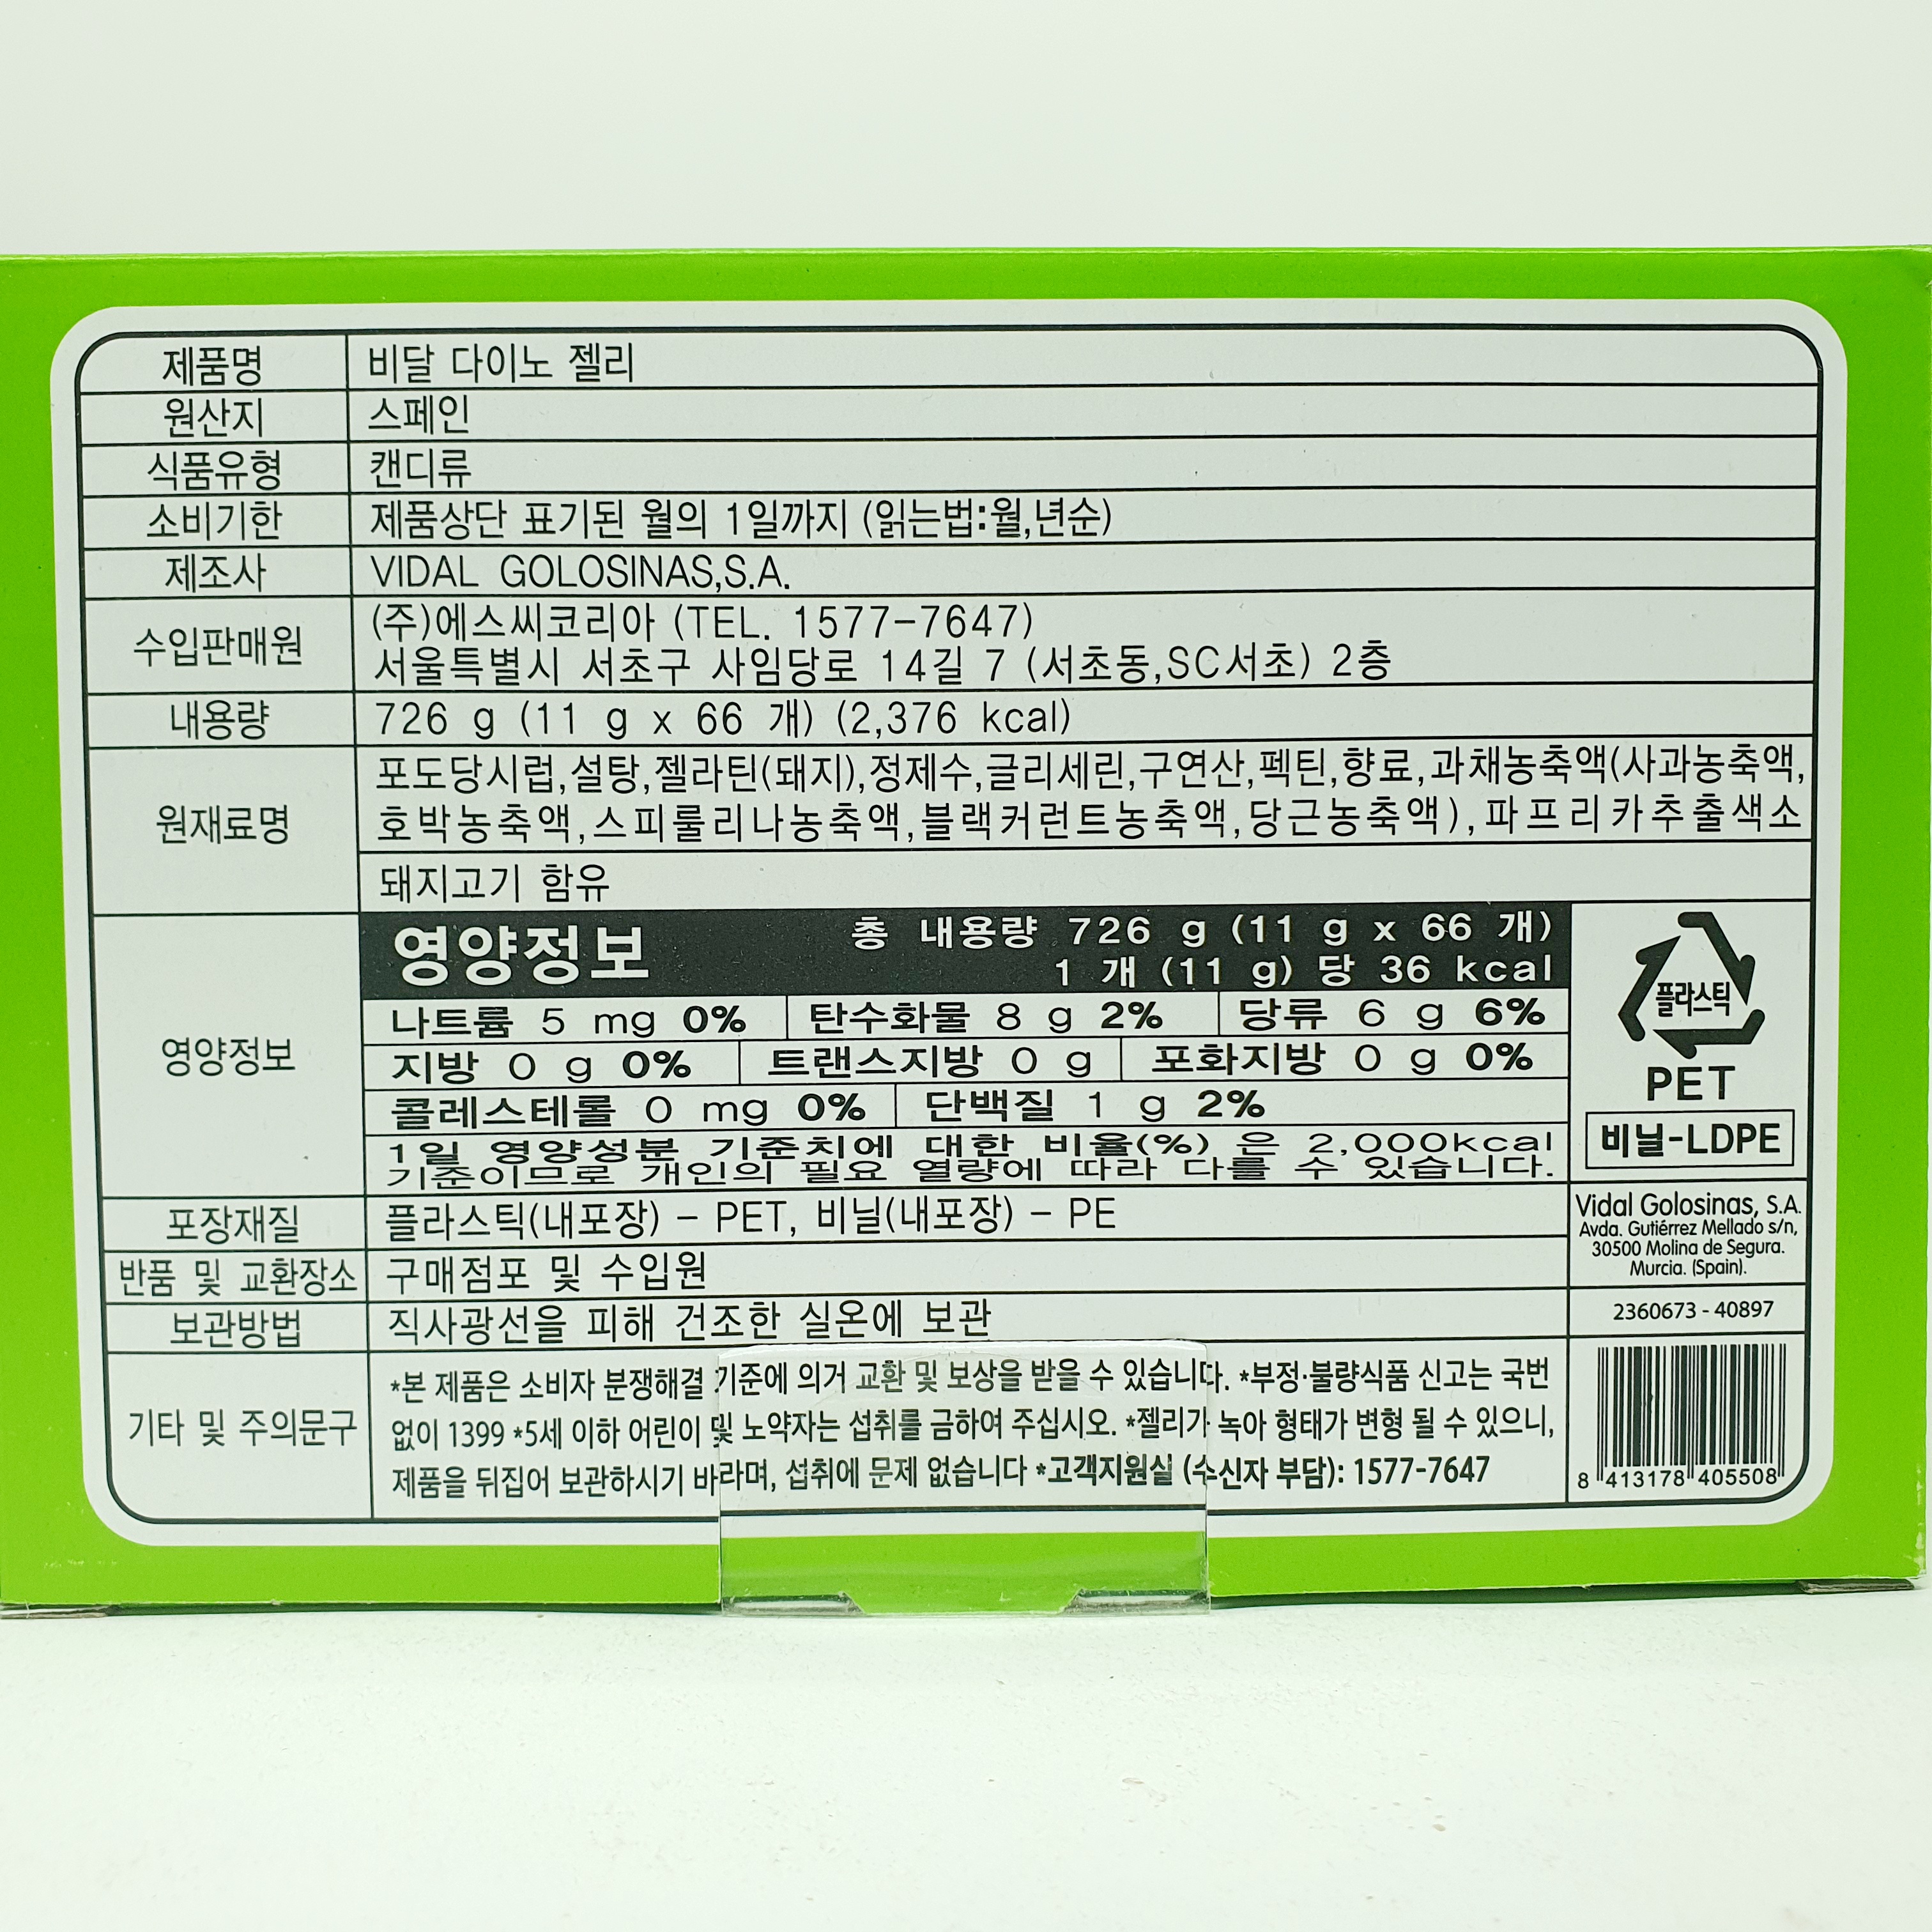 제품명 비달 다이노 젤리
원산지 스페인
식품유형 캔디류
소비기한 제품상단 표기된 월의 1일까지 (읽는법:월,년순)
제조사 VIDAL GOLOSINAS,S.A.
수입판매원 (주)에스씨코리아 (TEL. 1577-7647)
서울특별시 서초구 사임당로 14길 7 (서초동,SC서초) 2층
내용량 726 g (11 g x 66 개) (2,376 kcal)
원재료명 포도당시럽,설탕,젤라틴(돼지),정제수,글리세린,구연산,펙틴,향료,과채농축액(사과농축액,
호박농축액,스피룰리나농축액,블랙커런트농축액,당근농축액),파프리카추출색소
돼지고기 함유
영양정보
영양정보 총 내용량 726 g (11 g x 66 개)
1 개 (11 g) 당 36 kcal
나트륨 5 mg 0% 탄수화물 8 g 2% 당류 6 g 6%
지방 0 g 0% 트랜스지방 0 g 포화지방 0 g 0%
콜레스테롤 0 mg 0% 단백질 1 g 2%
1일 영양성분 기준치에 대한 비율(%) 은 2,000kcal
기준이므로 개인의 필요 열량에 따라 다를 수 있습니다.
플라스틱
PET
비닐-LDPE
포장재질 플라스틱(내포장) - PET, 비닐(내포장) - PE
반품 및 교환장소 구매점포 및 수입원
보관방법 직사광선을 피해 건조한 실온에 보관
Vidal Golosinas, S.A.
Avda. Gutiérrez Mellado s/n,
30500 Molina de Segura.
Murcia. (Spain).
2360673 - 40897
기타 및 주의문구 *본 제품은 소비자 분쟁해결 기준에 의거 교환 및 보상을 받을 수 있습니다. *부정·불량식품 신고는 국번
없이 1399 *5세 이하 어린이 및 노약자는 섭취를 금하여 주십시오. *젤리가 녹아 형태가 변형 될 수 있으니,
제품을 뒤집어 보관하시기 바라며, 섭취에 문제 없습니다 *고객지원실 (수신자 부담): 1577-7647
8 413178 405508